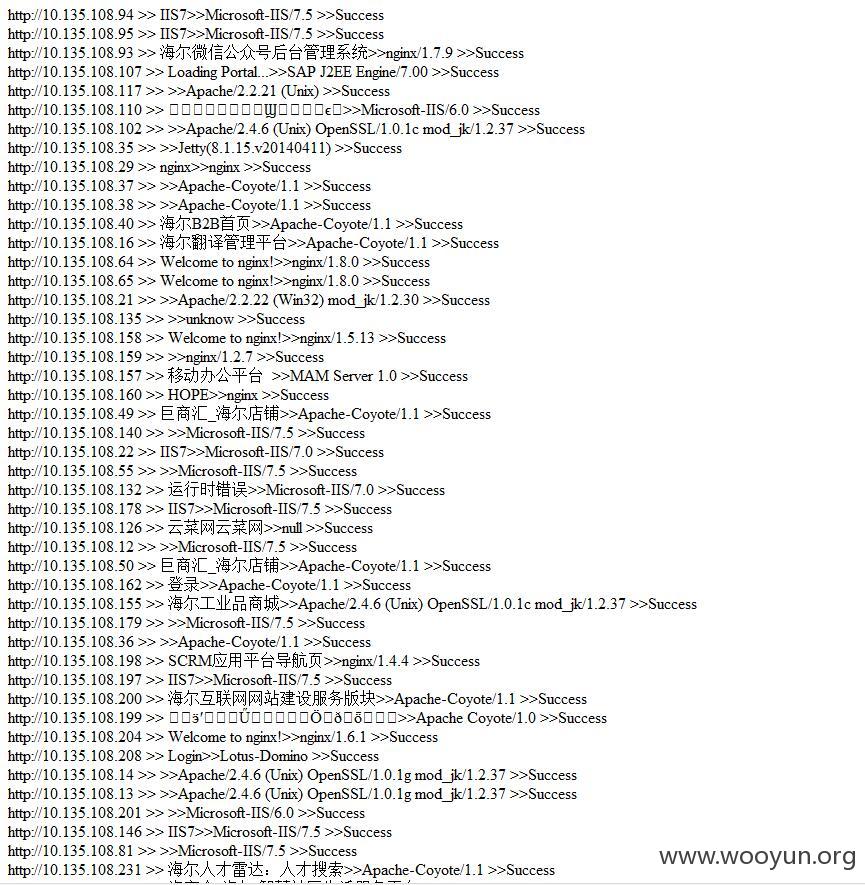 http://10.135.108.94 >> IIS7>>Microsoft-IIS/7.5 >>Success
http://10.135.108.95 >> IIS7>>Microsoft-IIS/7.5 >>Success
http://10.135.108.93 >> 海尔微信公众号后台管理系统>>nginx/1.7.9 >>Success
http://10.135.108.107 >> Loading Portal...>>SAP J2EE Engine/7.00 >>Success
http://10.135.108.117 >> >>Apache/2.2.21 (Unix) >>Success
http://10.135.108.110 >> >>Microsoft-IIS/6.0 >>Success
http://10.135.108.102 >> >>Apache/2.4.6 (Unix) OpenSSL/1.0.1c mod_jk/1.2.37 >>Success
http://10.135.108.35 >> >>Jetty(8.1.15.v20140411) >>Success
http://10.135.108.29 >> nginx>>nginx >>Success
http://10.135.108.37 >> >>Apache-Coyote/1.1 >>Success
http://10.135.108.38 >> >>Apache-Coyote/1.1 >>Success
http://10.135.108.40 >> 海尔B2B首页>>Apache-Coyote/1.1 >>Success
http://10.135.108.16 >> 海尔翻译管理平台>>Apache-Coyote/1.1 >>Success
http://10.135.108.64 >> Welcome to nginx!>>nginx/1.8.0 >>Success
http://10.135.108.65 >> Welcome to nginx!>>nginx/1.8.0 >>Success
http://10.135.108.21 >> >>Apache/2.2.22 (Win32) mod_jk/1.2.30 >>Success
http://10.135.108.135 >> >>unknow >>Success
http://10.135.108.158 >> Welcome to nginx!>>nginx/1.5.13 >>Success
http://10.135.108.159 >> >>nginx/1.2.7 >>Success
http://10.135.108.157 >> 移动办公平台 >>MAM Server 1.0 >>Success
http://10.135.108.160 >> HOPE>>nginx >>Success
http://10.135.108.49 >> 巨商汇_海尔店铺>>Apache-Coyote/1.1 >>Success
http://10.135.108.140 >> >>Microsoft-IIS/7.5 >>Success
http://10.135.108.22 >> IIS7>>Microsoft-IIS/7.0 >>Success
http://10.135.108.55 >> >>Microsoft-IIS/7.5 >>Success
http://10.135.108.132 >> 运行时错误>>Microsoft-IIS/7.0 >>Success
http://10.135.108.178 >> IIS7>>Microsoft-IIS/7.5 >>Success
http://10.135.108.126 >> 云菜网云菜网>>null >>Success
http://10.135.108.12 >> >>Microsoft-IIS/7.5 >>Success
http://10.135.108.50 >> 巨商汇_海尔店铺>>Apache-Coyote/1.1 >>Success
http://10.135.108.162 >> 登录>>Apache-Coyote/1.1 >>Success
http://10.135.108.155 >> 海尔工业品商城>>Apache/2.4.6 (Unix) OpenSSL/1.0.1c mod_jk/1.2.37 >>Success
http://10.135.108.179 >> >>Microsoft-IIS/7.5 >>Success
http://10.135.108.36 >> >>Apache-Coyote/1.1 >>Success
http://10.135.108.198 >> SCRM应用平台导航页>>nginx/1.4.4 >>Success
http://10.135.108.197 >> IIS7>>Microsoft-IIS/7.5 >>Success
http://10.135.108.200 >> 海尔互联网网站建设服务版块>>Apache-Coyote/1.1 >>Success
http://10.135.108.199 >> >>Apache Coyote/1.0 >>Success
http://10.135.108.204 >> Welcome to nginx!>>nginx/1.6.1 >>Success
http://10.135.108.208 >> Login>>Lotus-Domino >>Success
http://10.135.108.14 >> >>Apache/2.4.6 (Unix) OpenSSL/1.0.1g mod_jk/1.2.37 >>Success
http://10.135.108.13 >> >>Apache/2.4.6 (Unix) OpenSSL/1.0.1g mod_jk/1.2.37 >>Success
http://10.135.108.201 >> >>Microsoft-IIS/6.0 >>Success
http://10.135.108.146 >> IIS7>>Microsoft-IIS/7.5 >>Success
http://10.135.108.81 >> >>Microsoft-IIS/7.5 >>Success
http://10.135.108.231 >> 海尔人才雷达：人才搜索>>Apache-Coyote/1.1 >>Success
www.wooyun.org